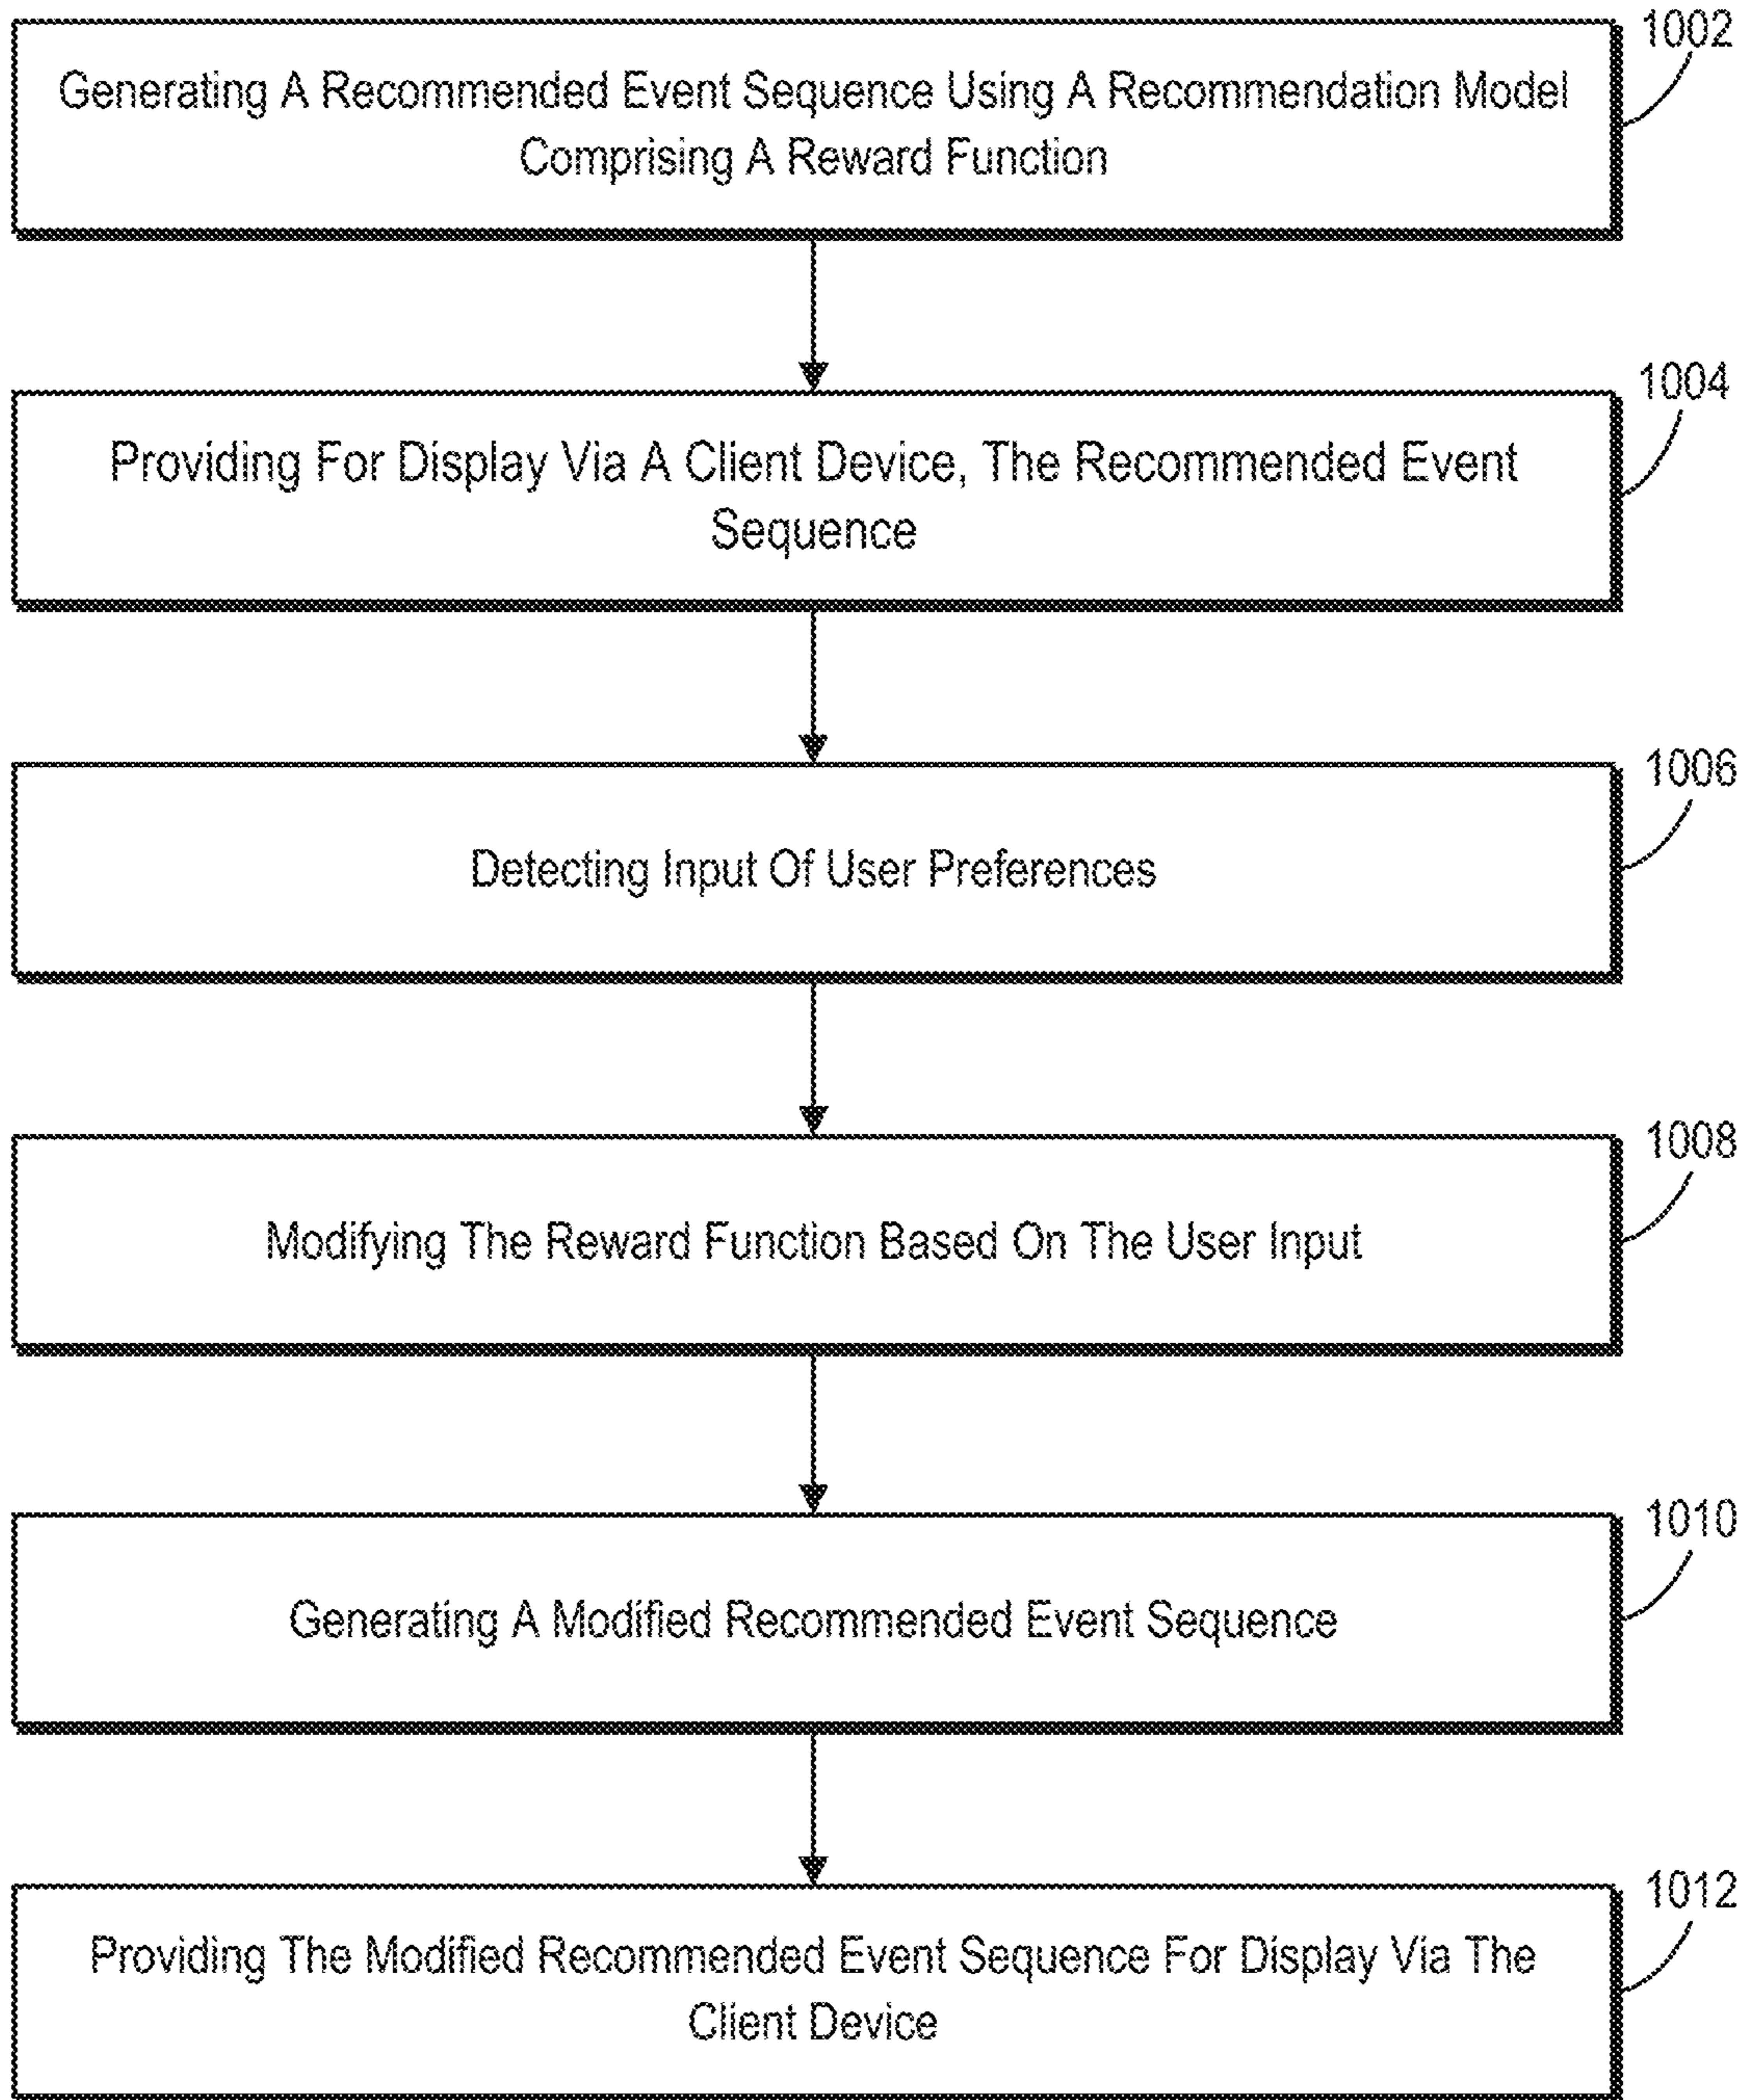 1002
Generating A Recommended Event Sequence Using A Recommendation Model
Comprising A Reward Function
1004
Providing For Display Via A Client Device, The Recommended Event
Sequence
1006
Detecting Input Of User Preferences
1008
Modifying The Reward Function Based On The User Input
1010
Generating A Modified Recommended Event Sequence
1012
Providing The Modified Recommended Event Sequence For Display Via The
Client Device